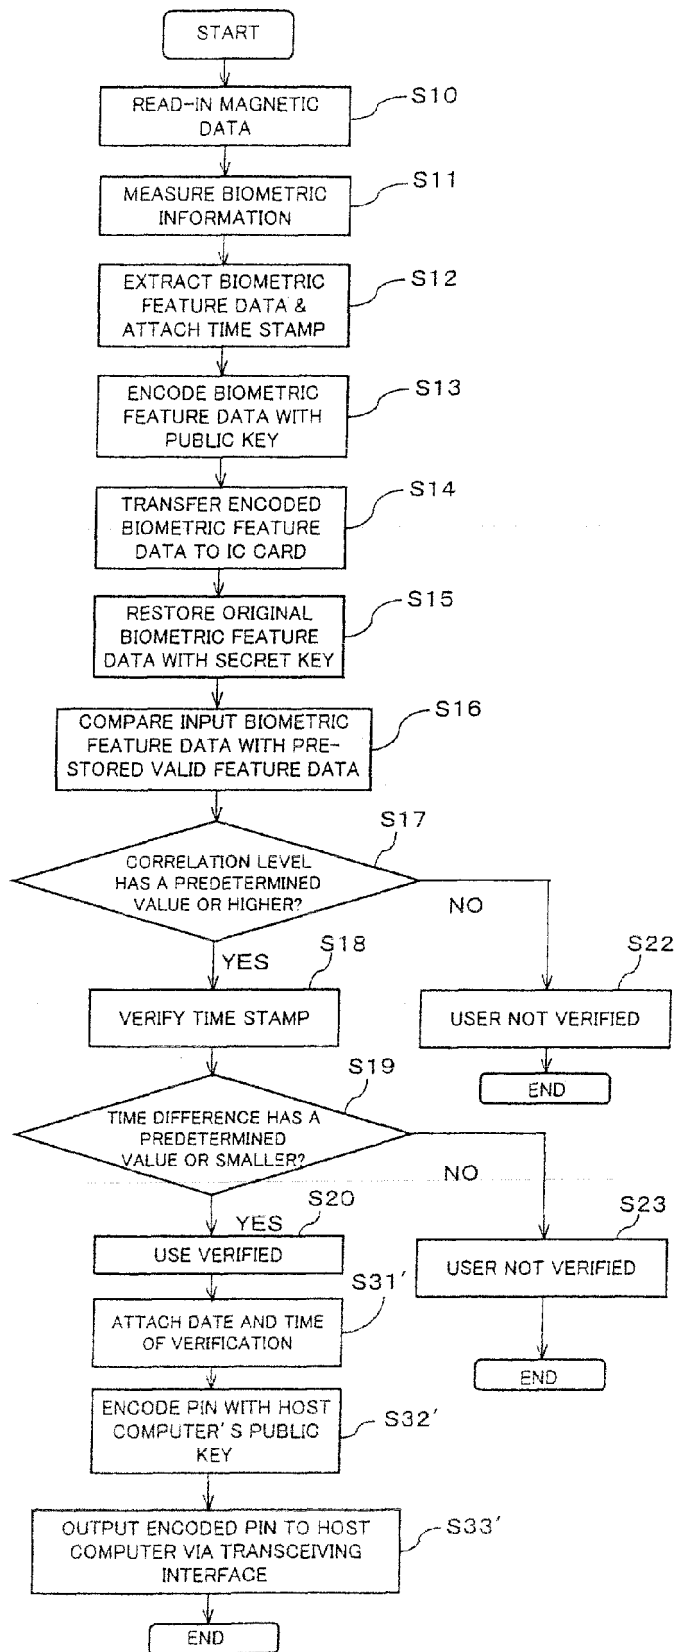 START
READ-IN MAGNETIC
DATA
S10
MEASURE BIOMETRIC
INFORMATION
S11
EXTRACT BIOMETRIC
FEATURE DATA &
ATTACH TIME STAMP
S12
ENCODE BIOMETRIC
FEATURE DATA WITH
PUBLIC KEY
S13
TRANSFER ENCODED
BIOMETRIC FEATURE
DATA TO IC CARD
S14
RESTORE ORIGINAL
BIOMETRIC FEATURE
DATA WITH SECRET KEY
S15
COMPARE INPUT BIOMETRIC
FEATURE DATA WITH PRE-
STORED VALID FEATURE DATA
S16
CORRELATION LEVEL
HAS A PREDETERMINED
VALUE OR HIGHER?
S17
NO
YES
S18
VERIFY TIME STAMP
S22
USER NOT VERIFIED
END
S19
TIME DIFFERENCE HAS A
PREDETERMINED
VALUE OR SMALLER?
NO
YES
S20
USE VERIFIED
S23
USER NOT VERIFIED
END
S31'
ATTACH DATE AND TIME
OF VERIFICATION
ENCODE PIN WITH HOST
COMPUTER'S PUBLIC
KEY
S32'
OUTPUT ENCODED PIN TO HOST
COMPUTER VIA TRANSCEIVING
INTERFACE
S33'
END